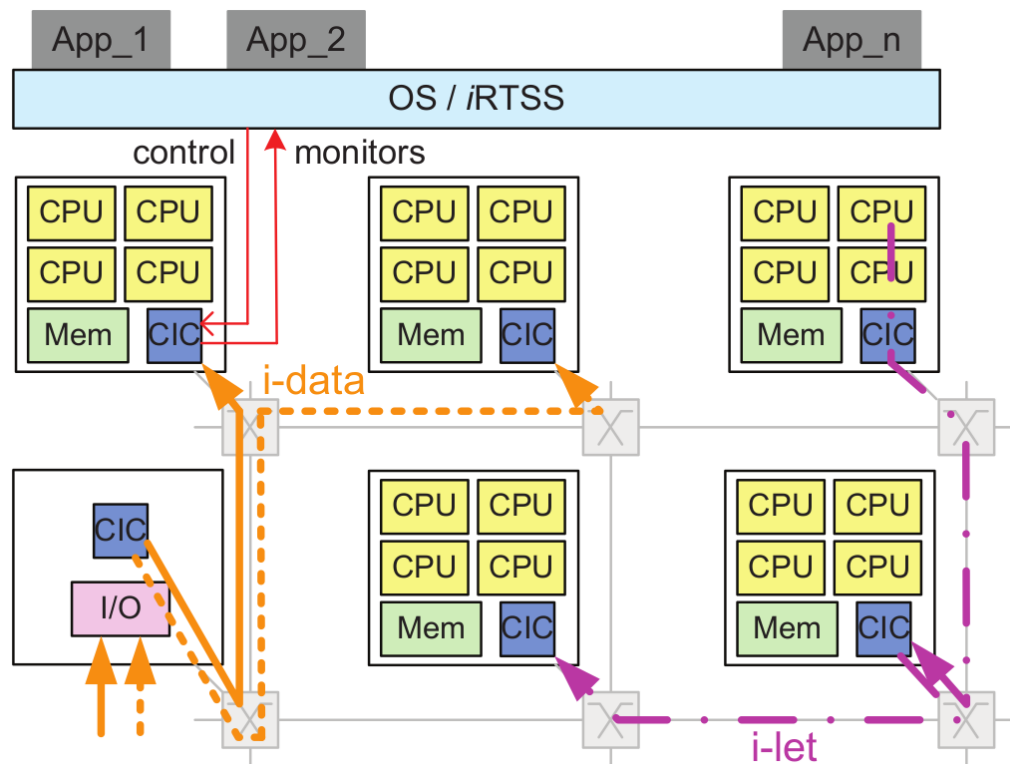 App_1 App_2 App_n
OS / iRTSS
control monitors
CPU CPU CPU CPU CPU CPU
CPU CPU CPU CPU CPU CPU
Mem CIC Mem CIC Mem CIC
i-data
CIC CPU CPU CPU CPU
I/O CPU CPU CPU CPU
Mem CIC Mem CIC
i-let